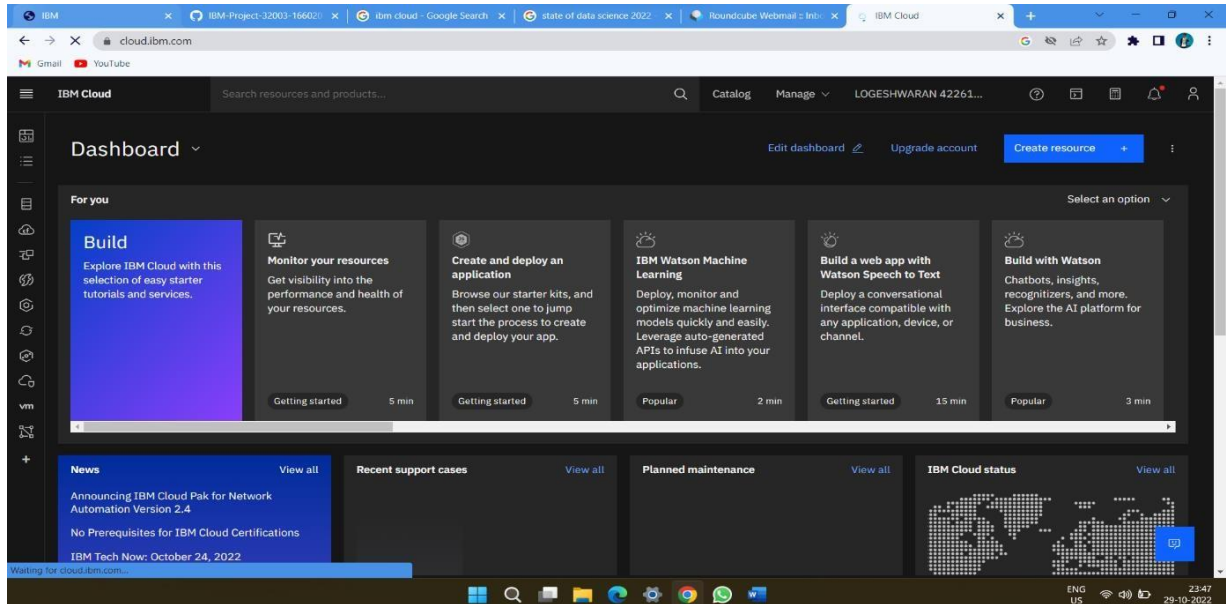 IBM
IBM-Project-32003-166020
ibm cloud - Google Search
state of data science 2022
Roundcube Webmail :: Inbo
IBM Cloud
cloud.ibm.com
Gmail
YouTube
IBM Cloud
Search resources and products...
Catalog
Manage
LOGESHWARAN 42261...
Dashboard
Edit dashboard
Upgrade account
Create resource +
For you
Select an option
Build
Explore IBM Cloud with this
selection of easy starter
tutorials and services.
Monitor your resources
Get visibility into the
performance and health of
your resources.
Getting started 5 min
Create and deploy an
application
Browse our starter kits, and
then select one to jump
start the process to create
and deploy your app.
Getting started 5 min
IBM Watson Machine
Learning
Deploy, monitor and
optimize machine learning
models quickly and easily.
Leverage auto-generated
APIs to infuse AI into your
applications.
Popular 2 min
Build a web app with
Watson Speech to Text
Deploy a conversational
interface compatible with
any application, device, or
channel.
Getting started 15 min
Build with Watson
Chatbots, insights,
recognizers, and more.
Explore the AI platform for
business.
Popular 3 min
vm
News View all
Announcing IBM Cloud Pak for Network
Automation Version 2.4
No Prerequisites for IBM Cloud Certifications
IBM Tech Now: October 24, 2022
Recent support cases View all
Planned maintenance View all
IBM Cloud status View all
Waiting for cloud.ibm.com...
ENG
US
23:47
29-10-2022